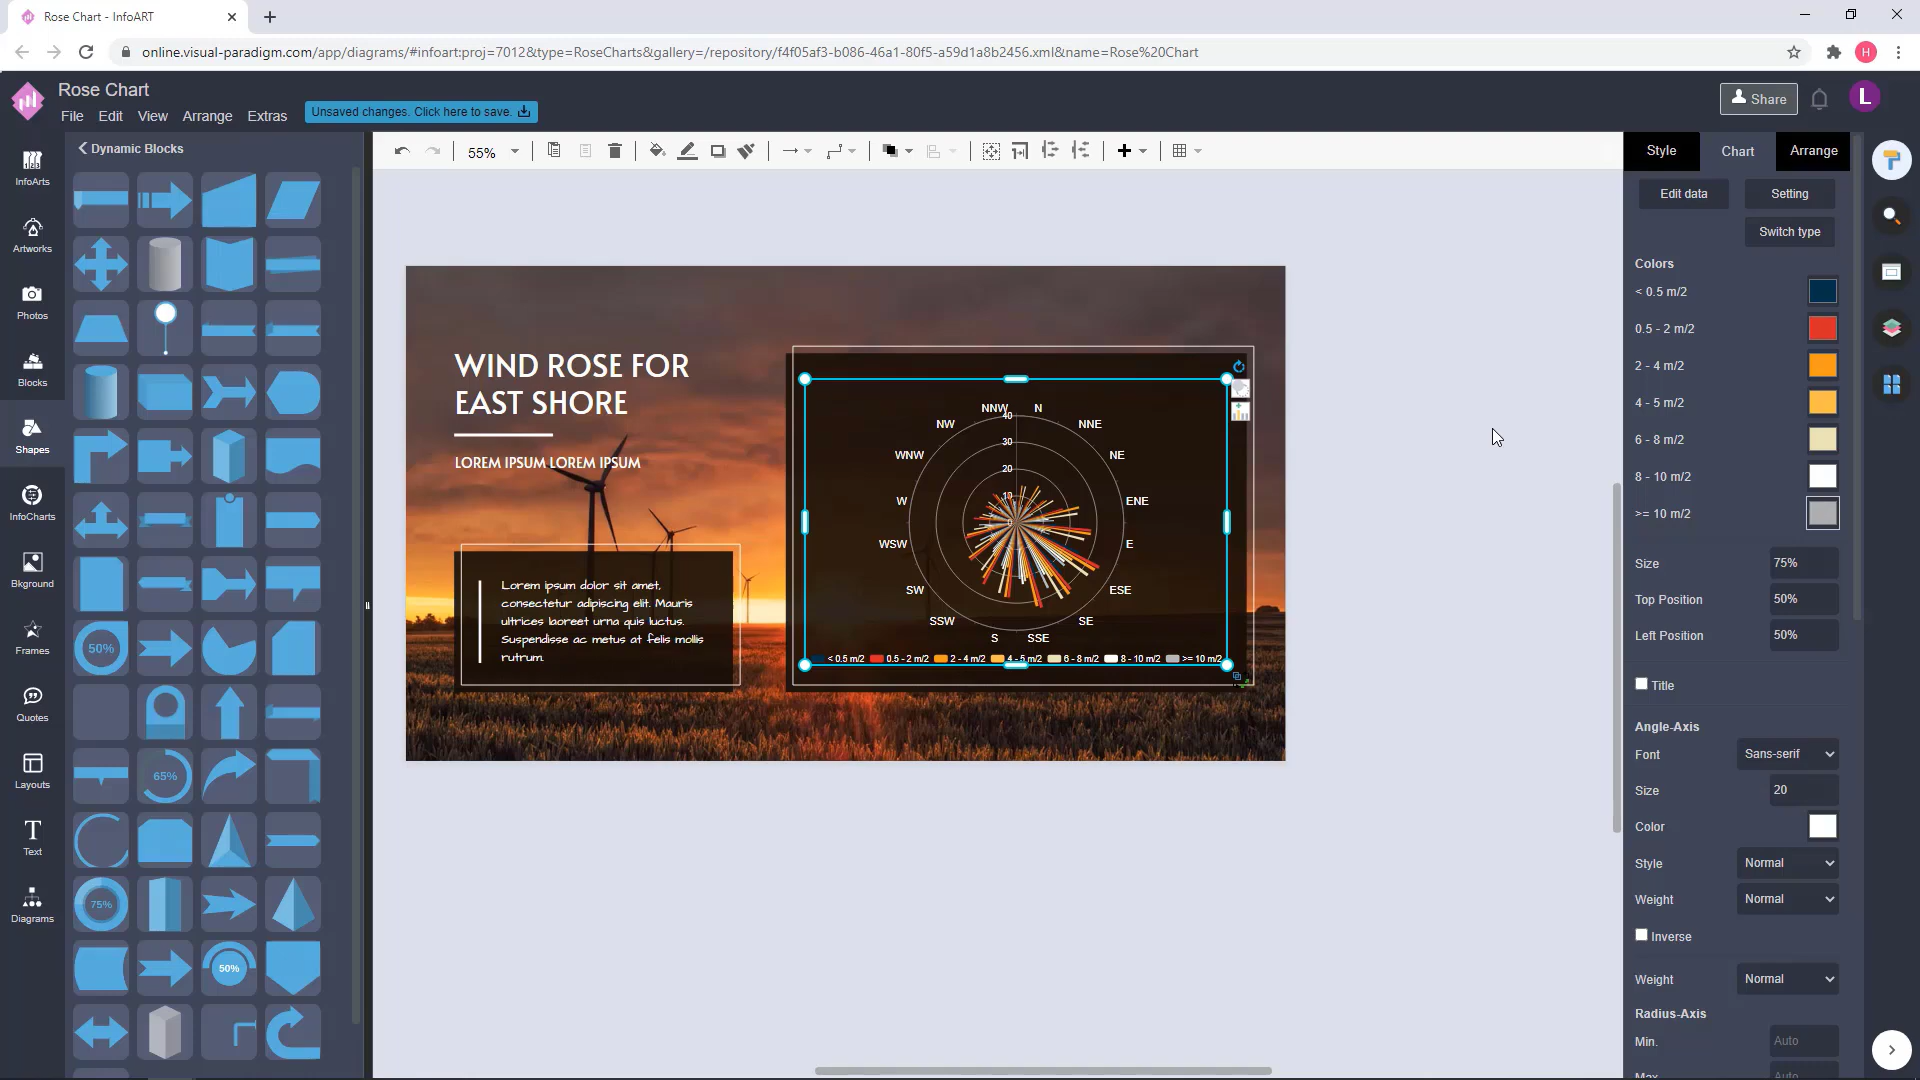 Rose Chart - InfoART
online.visual-paradigm.com/app/diagrams/#infoart:proj=7012&type=RoseCharts&gallery=/repository/f4f05af3-b086-46a1-80f5-a59d1a8b2456.xml&name=Rose%20Chart
H
Rose Chart
File Edit View Arrange Extras
Unsaved changes. Click here to save.
Share
L
InfoArts
Artworks
Photos
Blocks
Shapes
InfoCharts
Bkground
Frames
Quotes
Layouts
T
Text
Diagrams
Dynamic Blocks
50%
65%
75%
50%
55%
WIND ROSE FOR
EAST SHORE
LOREM IPSUM LOREM IPSUM
Lorem ipsum dolor sit amet,
consectetur adipiscing elit. Mauris
ultrices laoreet urna quis luctus.
Suspendisse ac metus at felis mollis
rutrum.
NNW N
40
NW NNE
30
WNW NE
20
W 10 ENE
0
WSW E
SW ESE
SSW SE
S SSE
< 0.5 m/2 0.5 - 2 m/2 2 - 4 m/2 4 - 5 m/2 6 - 8 m/2 8 - 10 m/2 >= 10 m/2
Style Chart Arrange
Edit data Setting
Switch type
Colors
< 0.5 m/2
0.5 - 2 m/2
2 - 4 m/2
4 - 5 m/2
6 - 8 m/2
8 - 10 m/2
>= 10 m/2
Size 75%
Top Position 50%
Left Position 50%
Title
Angle-Axis
Font Sans-serif
Size 20
Color
Style Normal
Weight Normal
Inverse
Weight Normal
Radius-Axis
Min. Auto
Max. Auto